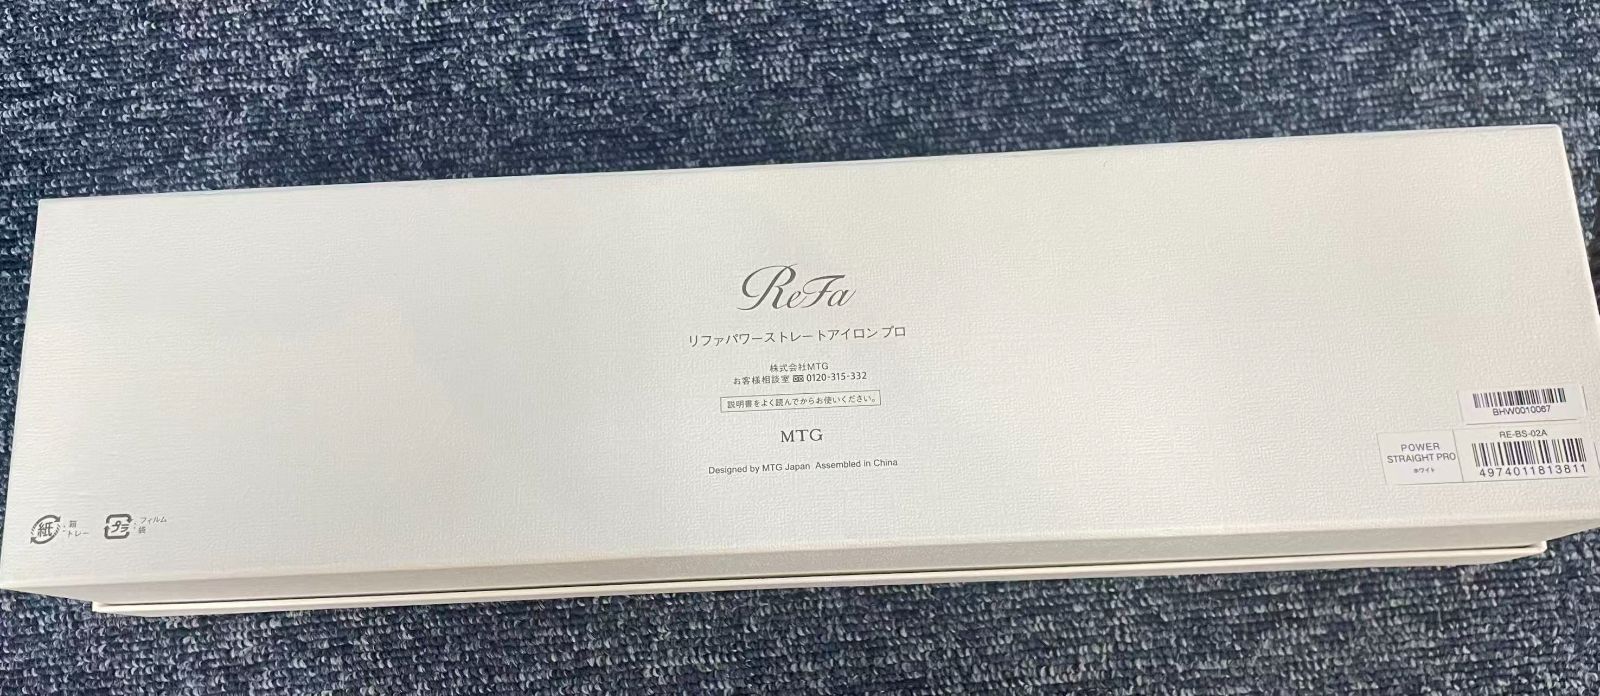 ReFa
リファパワーストレートアイロン プロ
株式会社MTG
お客様相談室 0120-315-332
説明書をよく読んでからお使いください。
MTG
Designed by MTG Japan Assembled in China
紙 : 箱
トレー
プラ : フィルム
袋
BHW0010067
POWER
STRAIGHT PRO
ホワイト
RE-BS-02A
4974011813811